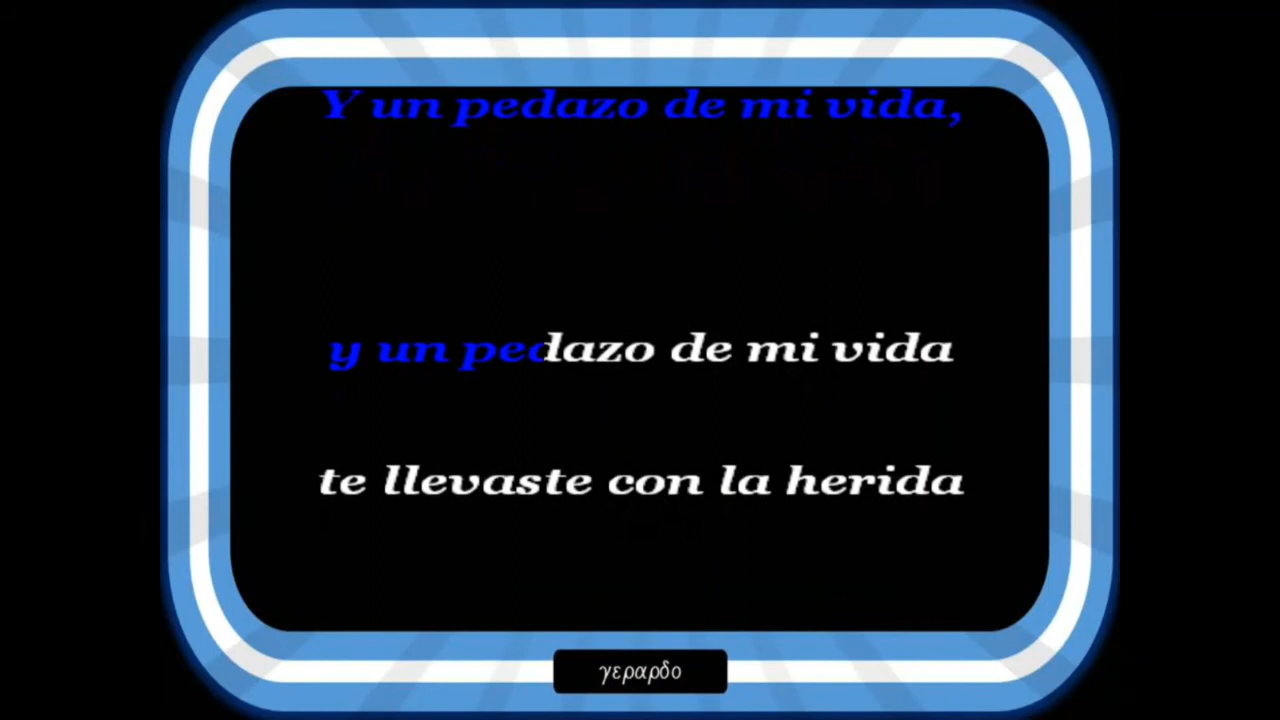 Y un pedazo de mi vida,
y un pedazo de mi vida
te llevaste con la herida
γεραρδο